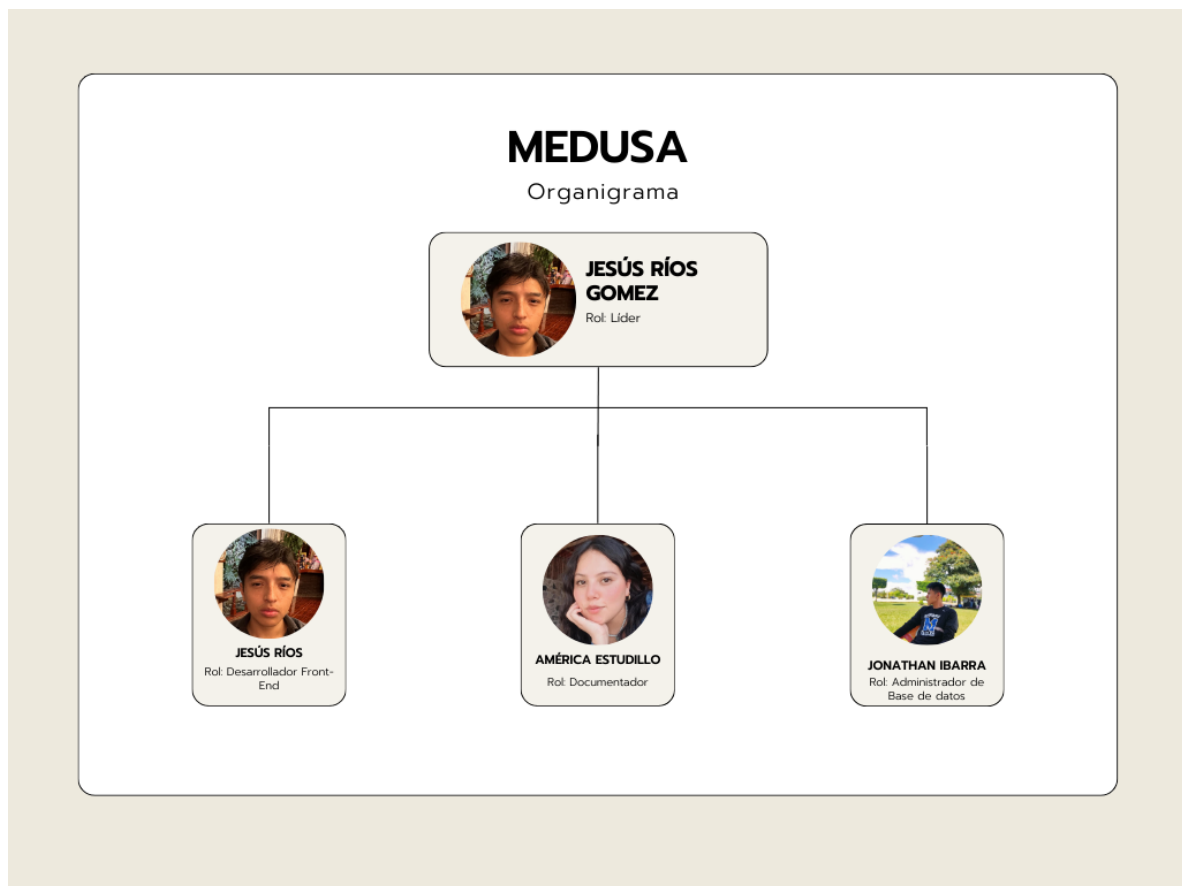 MEDUSA
Organigrama
JESÚS RÍOS
GOMEZ
Rol: Líder
JESÚS RÍOS
Rol: Desarrollador Front-
End
AMÉRICA ESTUDILLO
Rol: Documentador
JONATHAN IBARRA
Rol: Administrador de
Base de datos